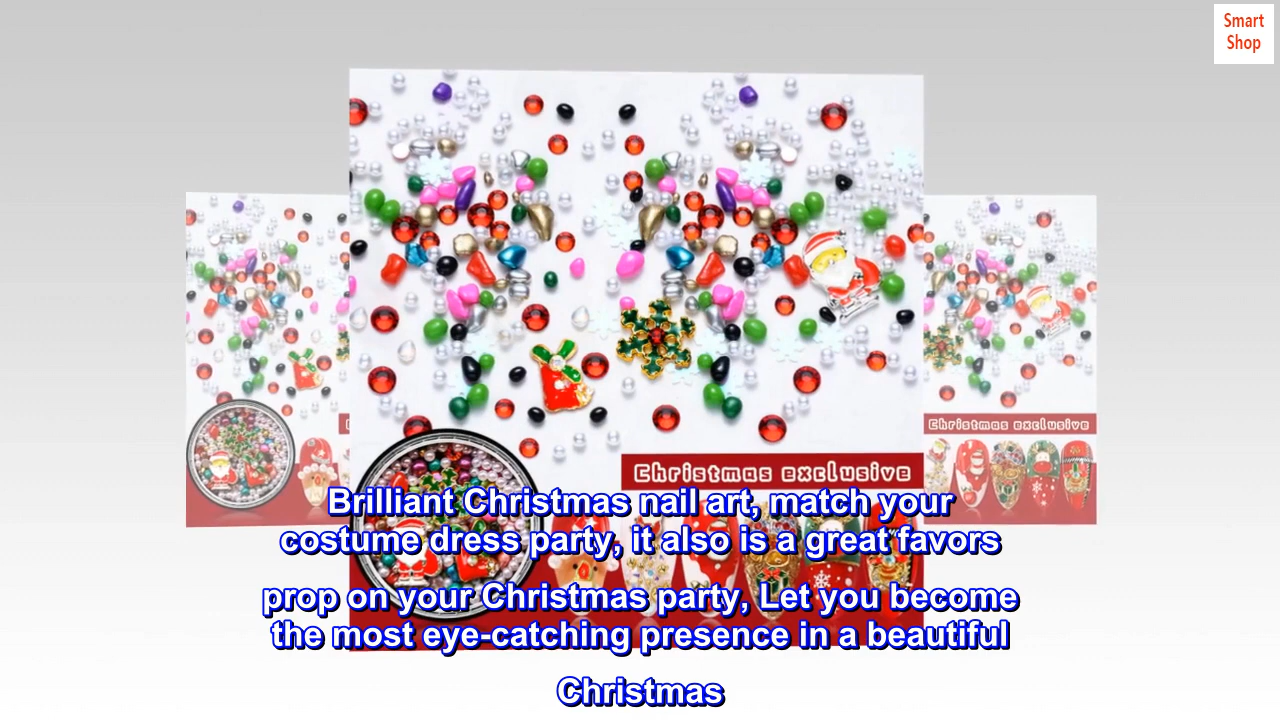 Smart
Shop
Christmas exclusive
Christmas exclusive
Brilliant Christmas nail art, match your
costume dress party, it also is a great favors
prop on your Christmas party, Let you become
the most eye-catching presence in a beautiful
Christmas